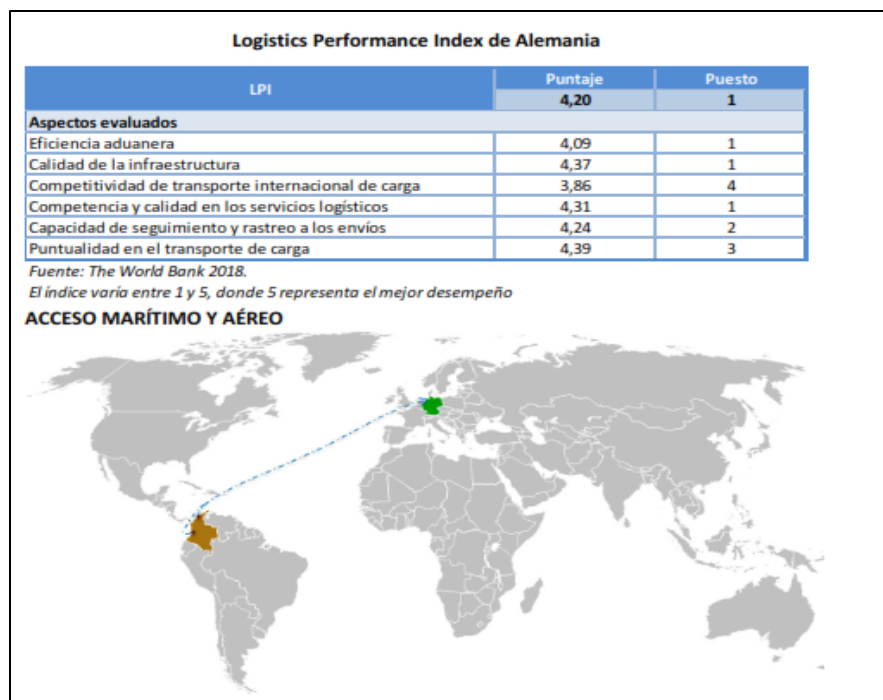 Logistics Performance Index de Alemania
LPI Puntaje Puesto
4,20 1
Aspectos evaluados
Eficiencia aduanera 4,09 1
Calidad de la infraestructura 4,37 1
Competitividad de transporte internacional de carga 3,86 4
Competencia y calidad en los servicios logísticos 4,31 1
Capacidad de seguimiento y rastreo a los envíos 4,24 2
Puntualidad en el transporte de carga 4,39 3
Fuente: The World Bank 2018.
El índice varía entre 1 y 5, donde 5 representa el mejor desempeño
ACCESO MARÍTIMO Y AÉREO